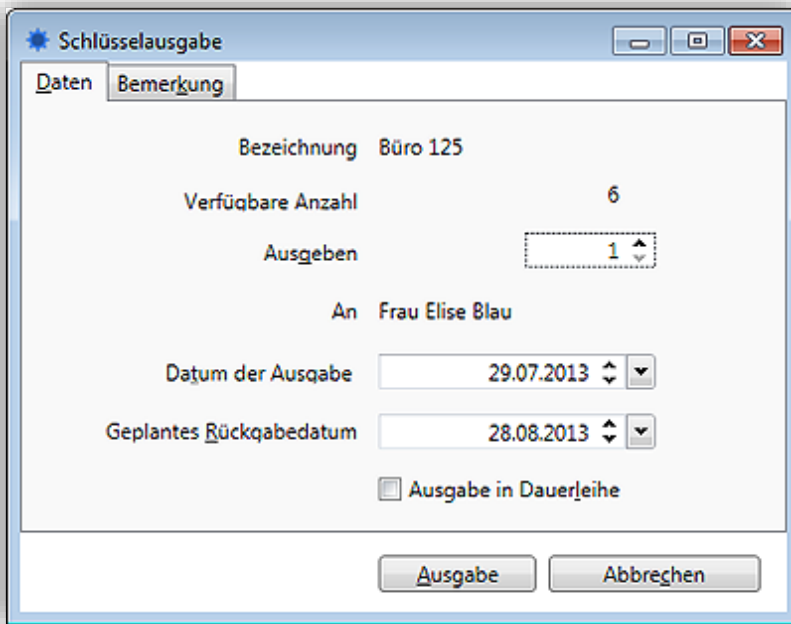 Schlüsselausgabe
Daten Bemerkung
Bezeichnung Büro 125
Verfügbare Anzahl 6
Ausgeben 1
An Frau Elise Blau
Datum der Ausgabe 29.07.2013
Geplantes Rückgabedatum 28.08.2013
Ausgabe in Dauerleihe
Ausgabe Abbrechen